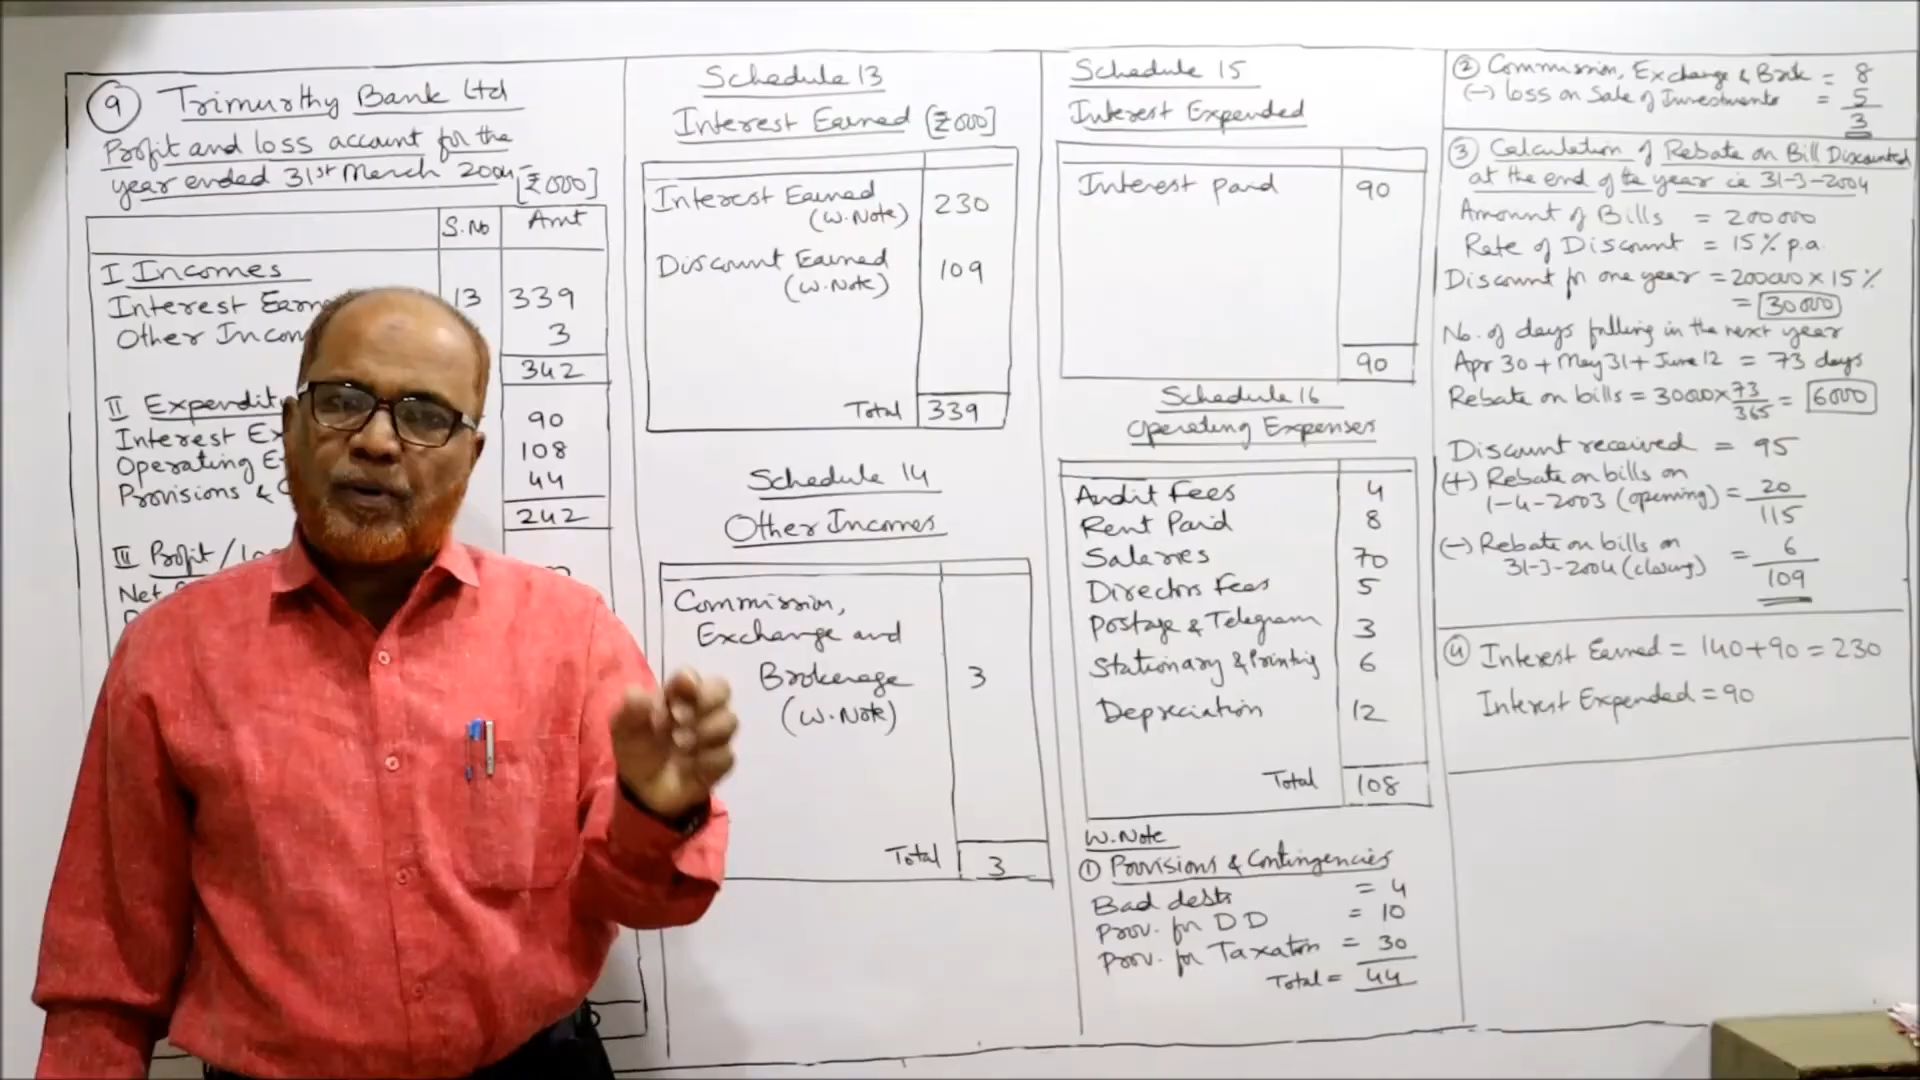 9 Trimurthy Bank Ltd
Profit and loss account for the
year ended 31st March 2004
[₹000]
S.No Amt
I Incomes
Interest Earn 13 339
Other Incom 3
342
II Expendit
Interest Ex 90
Operating E 108
Provisions & C 44
242
III Profit/Lo
Net
Schedule 13
Interest Earned [₹000]
Interest Earned 230
(W.Note)
Discount Earned 109
(W.Note)
Total 339
Schedule 14
Other Incomes
Commission,
Exchange and
Brokerage 3
(W.Note)
Total 3
Schedule 15
Interest Expended
Interest paid 90
90
Schedule 16
Operating Expenses
Audit Fees 4
Rent Paid 8
Salaries 70
Directors Fees 5
Postage & Telegram 3
Stationary & Printing 6
Depreciation 12
Total 108
W.Note
① Provisions & Contingencies
Bad debts = 4
Prov. for D D = 10
Prov. for Taxation = 30
Total = 44
② Commission, Exchange & Brok = 8
(-) loss on Sale of Investments = 5
3
③ Calculation of Rebate on Bill Discounted
at the end of the year ie 31-3-2004
Amount of Bills = 200000
Rate of Discount = 15% p.a.
Discount for one year = 200000 x 15%
= 30000
No. of days falling in the next year
Apr 30 + May 31 + June 12 = 73 days
Rebate on bills = 30000 x 73/365 = 6000
Discount received = 95
(+) Rebate on bills on
1-4-2003 (opening) = 20
115
(-) Rebate on bills on
31-3-2004 (closing) = 6
109
④ Interest Earned = 140+90 = 230
Interest Expended = 90